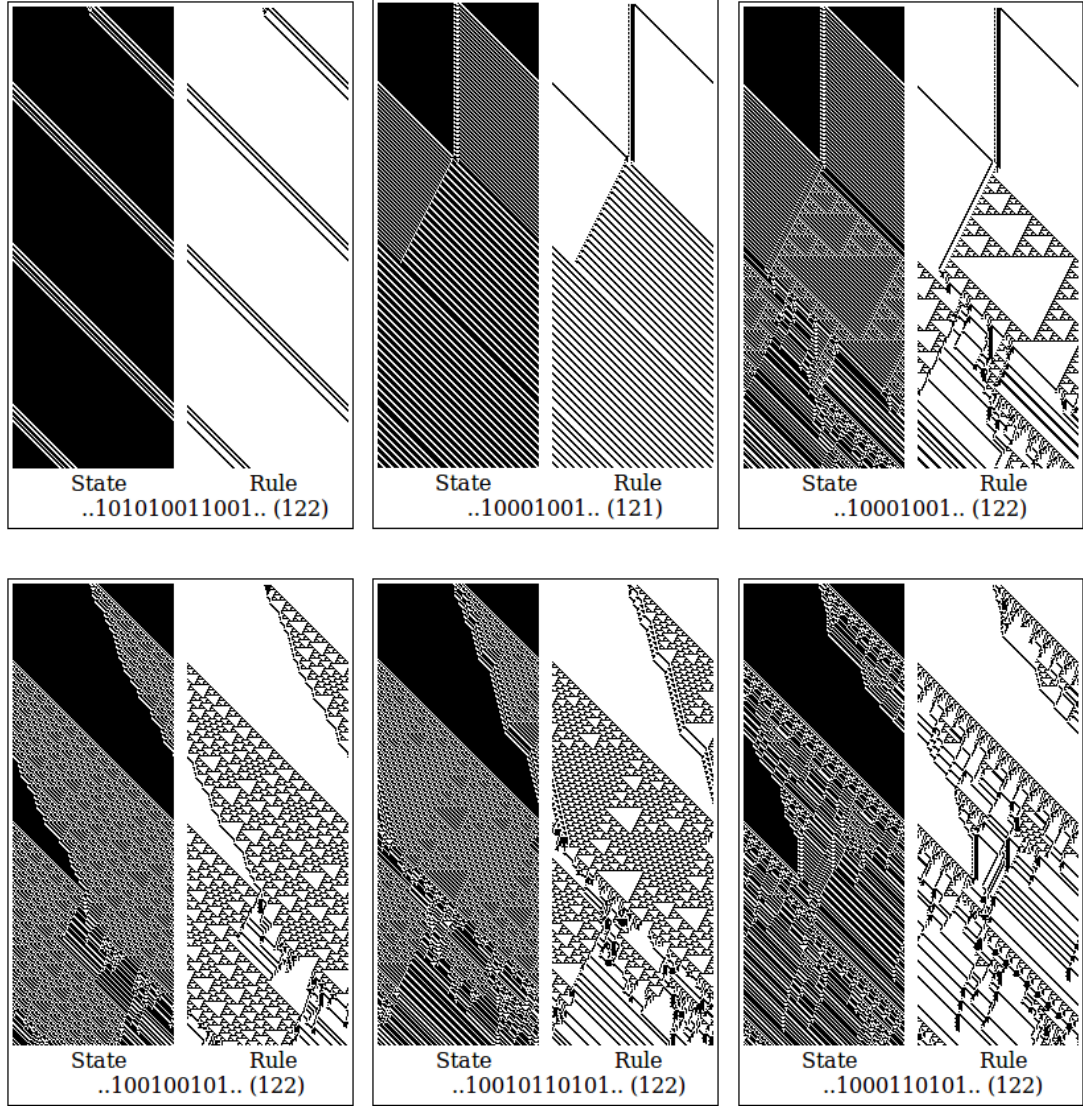 State Rule
..101010011001.. (122)
State Rule
..10001001.. (121)
State Rule
..10001001.. (122)
State Rule
..100100101.. (122)
State Rule
..10010110101.. (122)
State Rule
..1000110101.. (122)